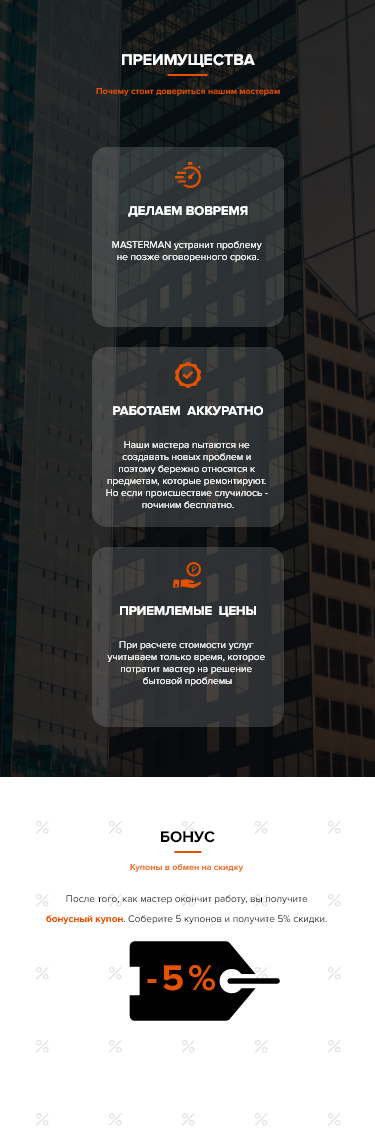 ПРЕИМУЩЕСТВА
Почему стоит довериться нашим мастерам
ДЕЛАЕМ ВОВРЕМЯ
MASTERMAN устранит проблему
не позже оговоренного срока.
РАБОТАЕМ АККУРАТНО
Наши мастера пытаются не
создавать новых проблем и
поэтому бережно относятся к
предметам, которые ремонтируют.
Но если происшествие случилось -
починим бесплатно.
ПРИЕМЛЕМЫЕ ЦЕНЫ
При расчете стоимости услуг
учитываем только время, которое
потратит мастер на решение
бытовой проблемы
БОНУС
Купоны в обмен на скидку
После того, как мастер окончит работу, вы получите
бонусный купон. Соберите 5 купонов и получите 5% скидки.
-5%